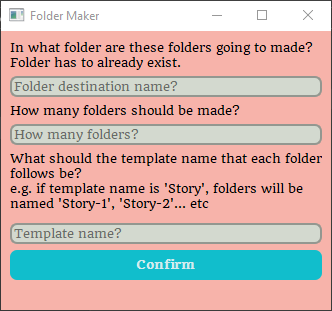 Folder Maker
In what folder are these folders going to made?
Folder has to already exist.
Folder destination name?
How many folders should be made?
How many folders?
What should the template name that each folder
follows be?
e.g. if template name is 'Story', folders will be
named 'Story-1', 'Story-2'... etc
Template name?
Confirm